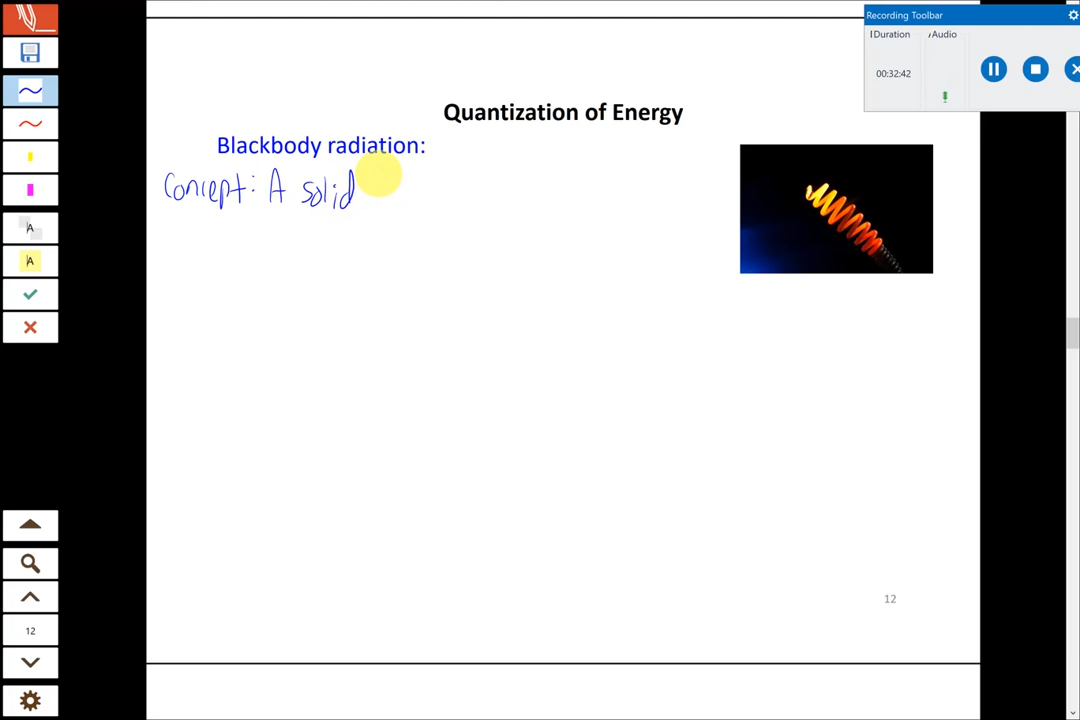 Recording Toolbar
Duration
Audio
00:32:42
Quantization of Energy
Blackbody radiation:
Concept: A solid
A
A
12
12